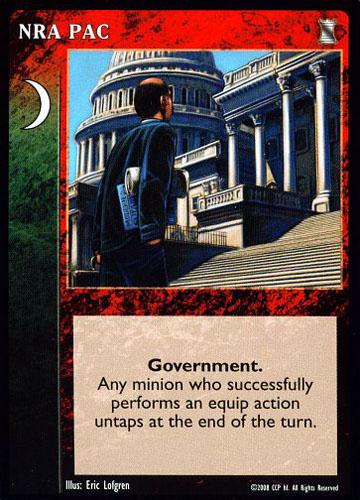 NRA PAC
Government.
Any minion who successfully
performs an equip action
untaps at the end of the turn.
Illus: Eric Lofgren
©2008 CCP hf. All Rights Reserved